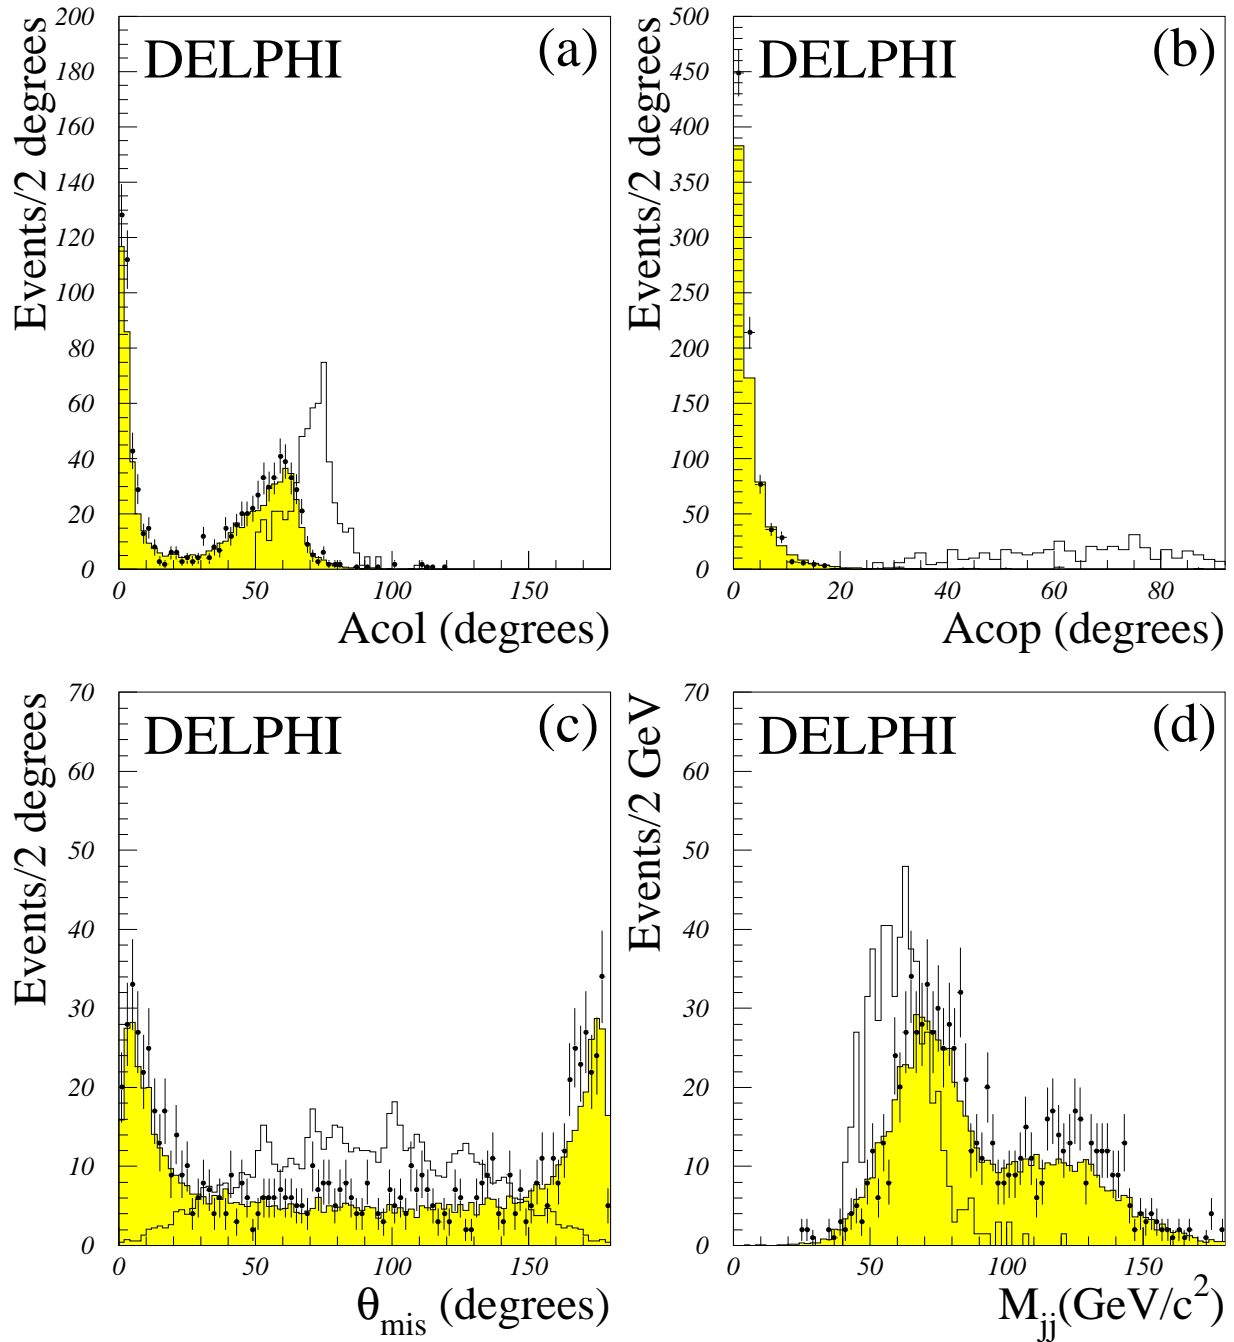 DELPHI (a)
Events/2 degrees
200
180
160
140
120
100
80
60
40
20
0
0 50 100 150
Acol (degrees)
DELPHI (b)
Events/2 degrees
500
450
400
350
300
250
200
150
100
50
0
0 20 40 60 80
Acop (degrees)
DELPHI (c)
Events/2 degrees
70
60
50
40
30
20
10
0
0 50 100 150
θmis (degrees)
DELPHI (d)
Events/2 GeV
70
60
50
40
30
20
10
0
0 50 100 150
Mjj(GeV/c²)